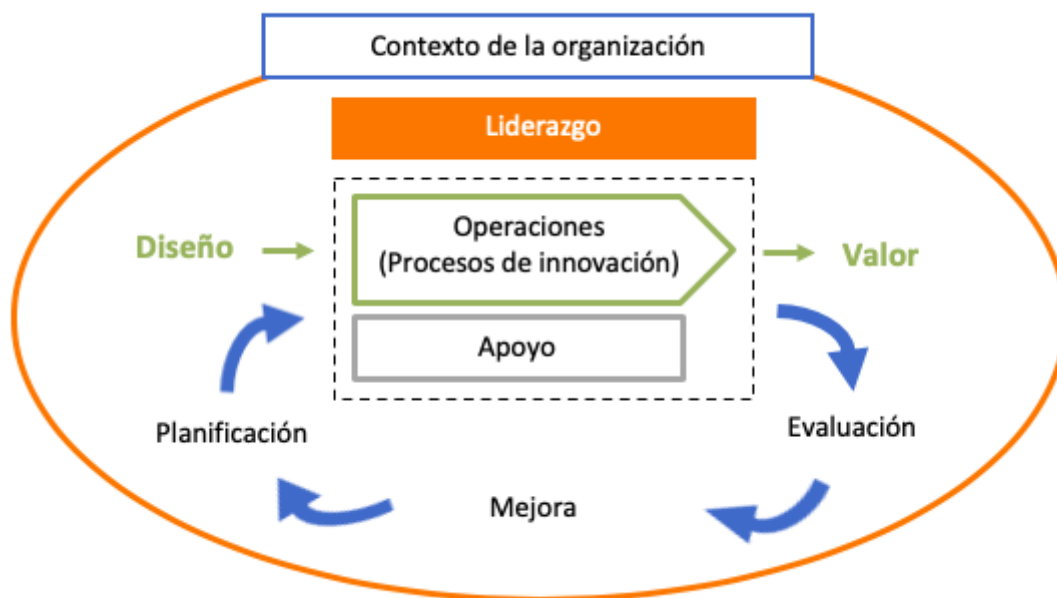 Contexto de la organización
Liderazgo
Operaciones
(Procesos de innovación)
Diseño
Valor
Apoyo
Planificación
Evaluación
Mejora